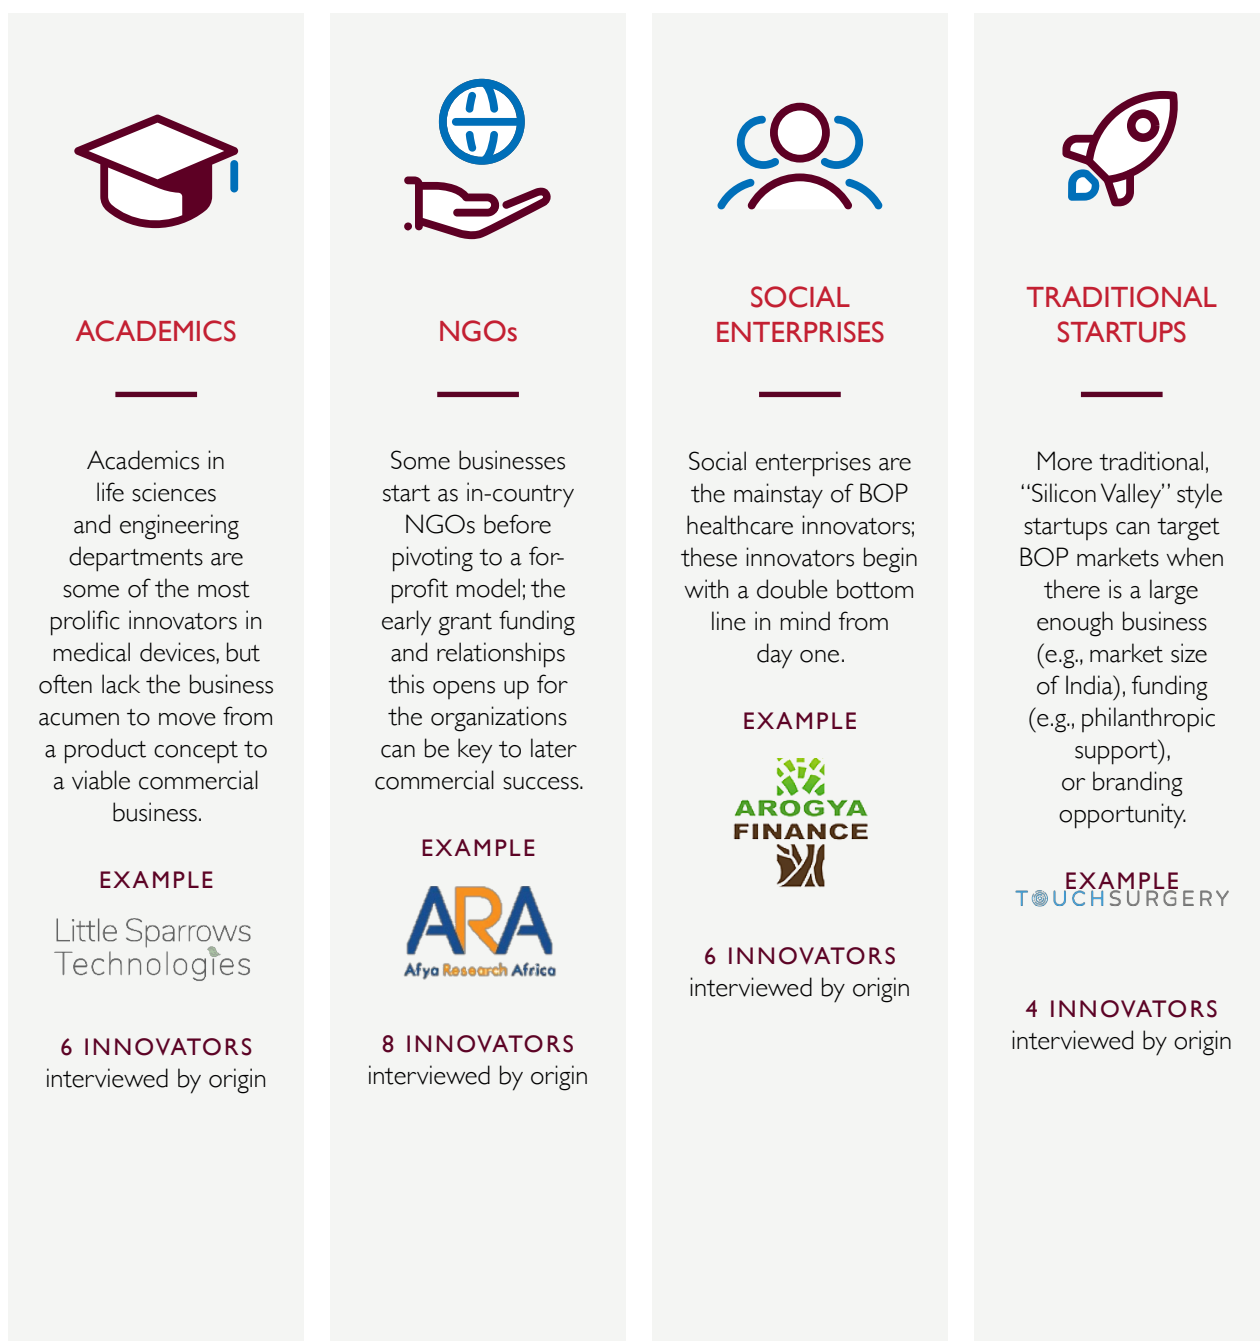 ACADEMICS
Academics in
life sciences
and engineering
departments are
some of the most
prolific innovators in
medical devices, but
often lack the business
acumen to move from
a product concept to
a viable commercial
business.
EXAMPLE
Little Sparrows
Technologies
6 INNOVATORS
interviewed by origin
NGOs
Some businesses
start as in-country
NGOs before
pivoting to a for-
profit model; the
early grant funding
and relationships
this opens up for
the organizations
can be key to later
commercial success.
EXAMPLE
ARA
Afya Research Africa
8 INNOVATORS
interviewed by origin
SOCIAL
ENTERPRISES
Social enterprises are
the mainstay of BOP
healthcare innovators;
these innovators begin
with a double bottom
line in mind from
day one.
EXAMPLE
AROGYA
FINANCE
6 INNOVATORS
interviewed by origin
TRADITIONAL
STARTUPS
More traditional,
“Silicon Valley” style
startups can target
BOP markets when
there is a large
enough business
(e.g., market size
of India), funding
(e.g., philanthropic
support),
or branding
opportunity.
EXAMPLE
TOUCHSURGERY
4 INNOVATORS
interviewed by origin